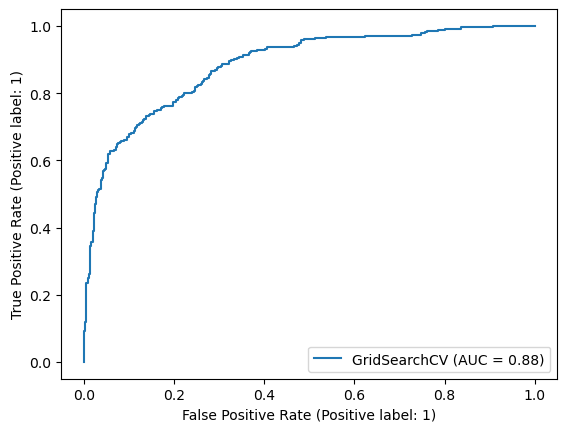 1.0
0.8
0.6
0.4
0.2
0.0
True Positive Rate (Positive label: 1)
GridSearchCV (AUC = 0.88)
0.0 0.2 0.4 0.6 0.8 1.0
False Positive Rate (Positive label: 1)